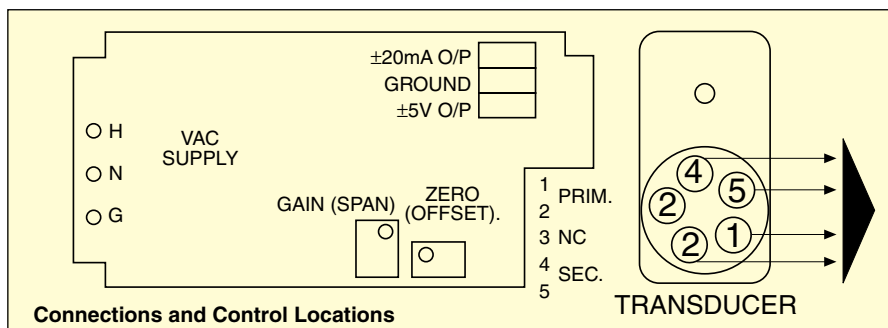 ±20mA O/P
GROUND
±5V O/P
H
N
G
VAC
SUPPLY
GAIN (SPAN)
ZERO
(OFFSET).
1
2
3
4
5
PRIM.
NC
SEC.
4
5
2
1
2
TRANSDUCER
Connections and Control Locations